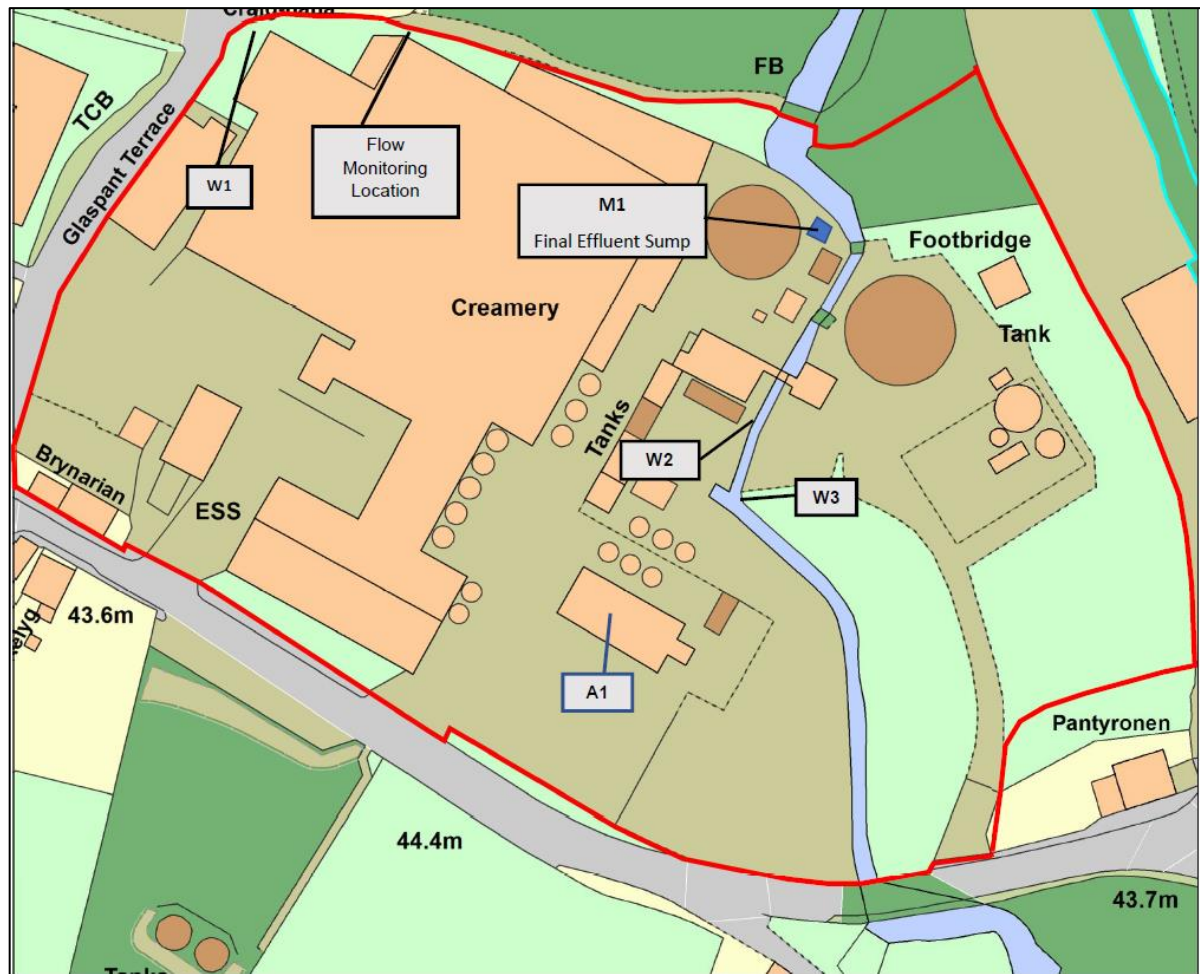 FB
TCB
Glaspant Terrace
W1
Flow
Monitoring
Location
M1
Final Effluent Sump
Footbridge
Creamery
Tank
Tanks
W2
W3
Brynarian
ESS
43.6m
A1
Pantyronen
44.4m
43.7m
Tanks